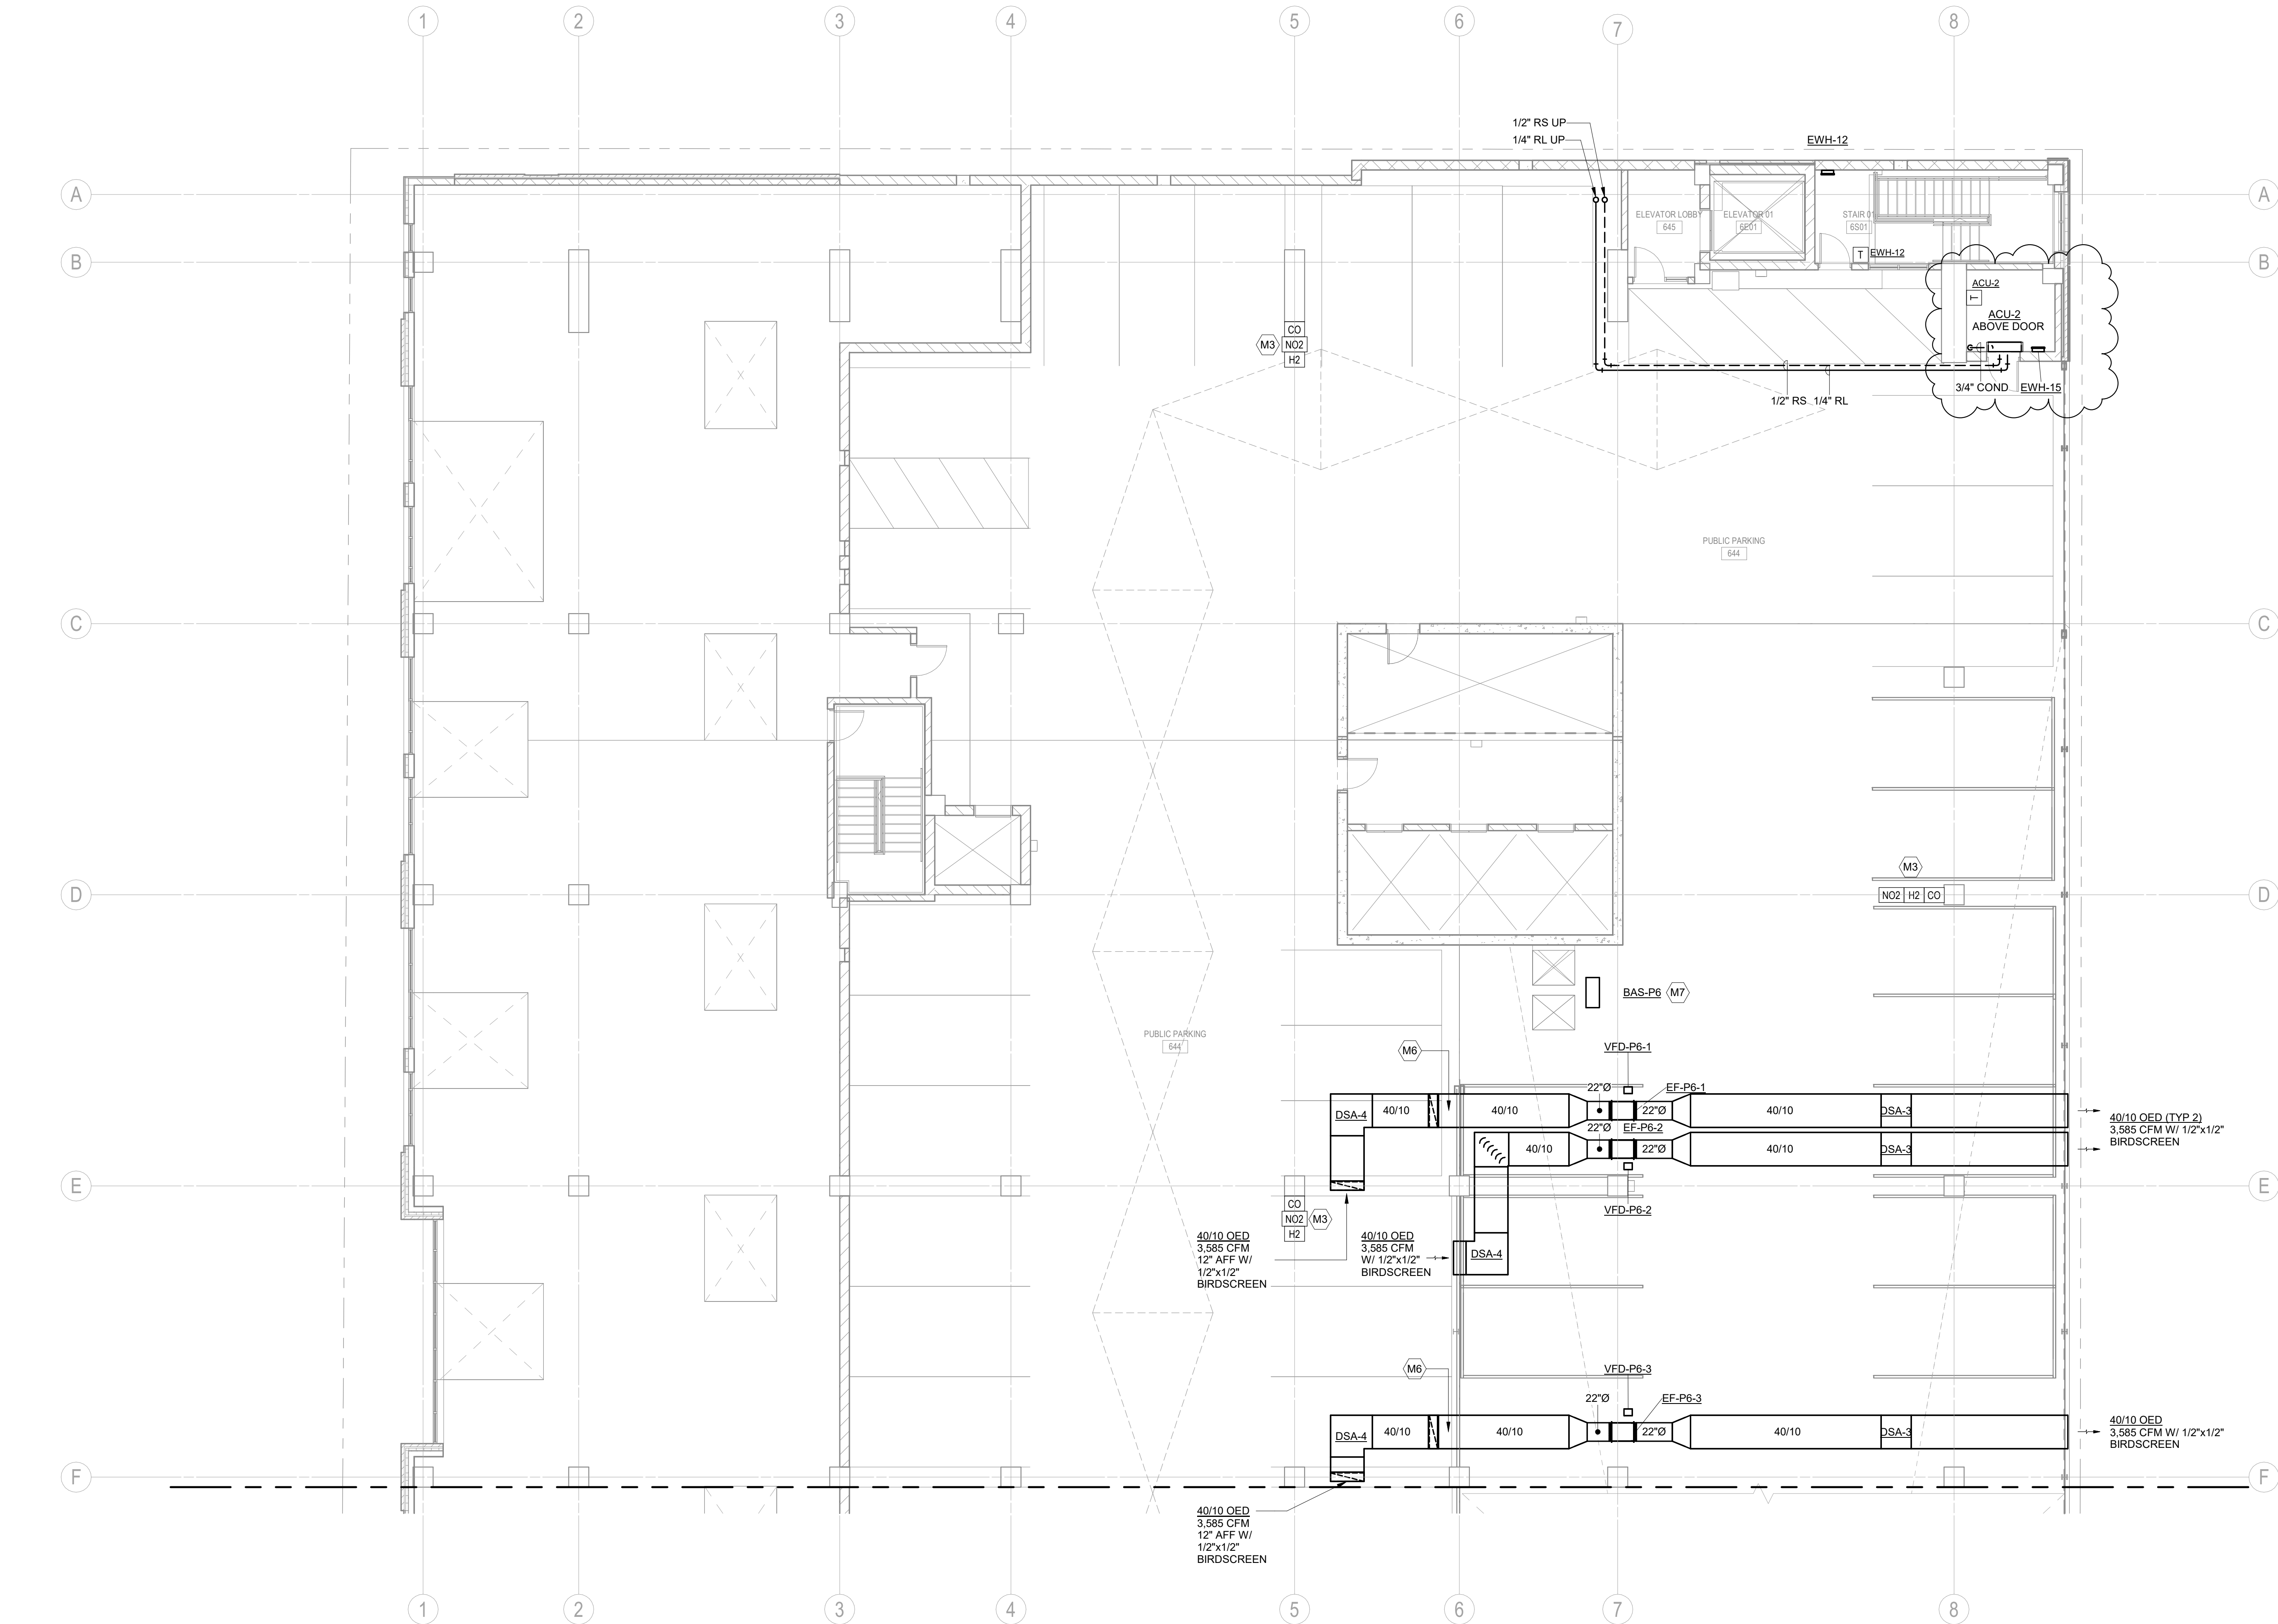 1
2
3
4
5
6
7
8
1/2" RS UP
1/4" RL UP
EWH-12
A
A
ELEVATOR LOBBY
645
ELEVATOR 01
6E01
STAIR 01
6S01
B
T
EWH-12
B
ACU-2
T
ACU-2
ABOVE DOOR
CO
M3
NO2
H2
3/4" COND
EWH-15
1/2" RS
1/4" RL
PUBLIC PARKING
644
C
C
M3
D
NO2
H2
CO
D
BAS-P6
M7
PUBLIC PARKING
644
M6
VFD-P6-1
22"Ø
EF-P6-1
DSA-4
40/10
40/10
22"Ø
40/10
DSA-3
40/10 OED (TYP 2)
3,585 CFM W/ 1/2"x1/2"
BIRDSCREEN
22"Ø
EF-P6-2
40/10
22"Ø
40/10
DSA-3
E
E
CO
NO2
M3
H2
VFD-P6-2
40/10 OED
3,585 CFM
12" AFF W/
1/2"x1/2"
BIRDSCREEN
40/10 OED
3,585 CFM
W/ 1/2"x1/2"
BIRDSCREEN
DSA-4
M6
VFD-P6-3
22"Ø
EF-P6-3
DSA-4
40/10
40/10
22"Ø
40/10
DSA-3
40/10 OED
3,585 CFM W/ 1/2"x1/2"
BIRDSCREEN
F
F
40/10 OED
3,585 CFM
12" AFF W/
1/2"x1/2"
BIRDSCREEN
1
2
3
4
5
6
7
8